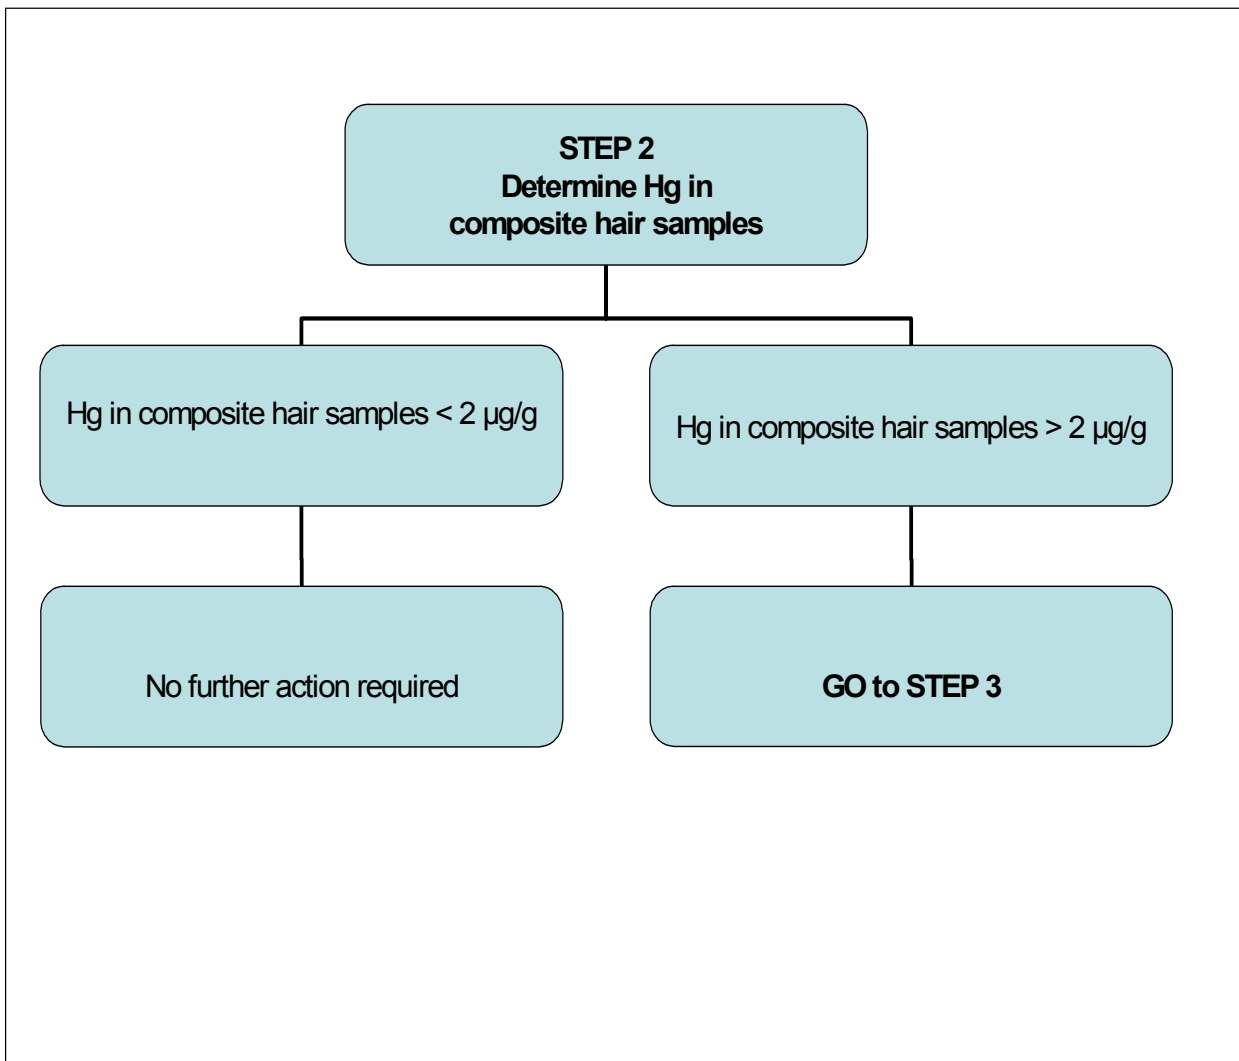 STEP 2
Determine Hg in
composite hair samples
Hg in composite hair samples < 2 µg/g
Hg in composite hair samples > 2 µg/g
No further action required
GO to STEP 3